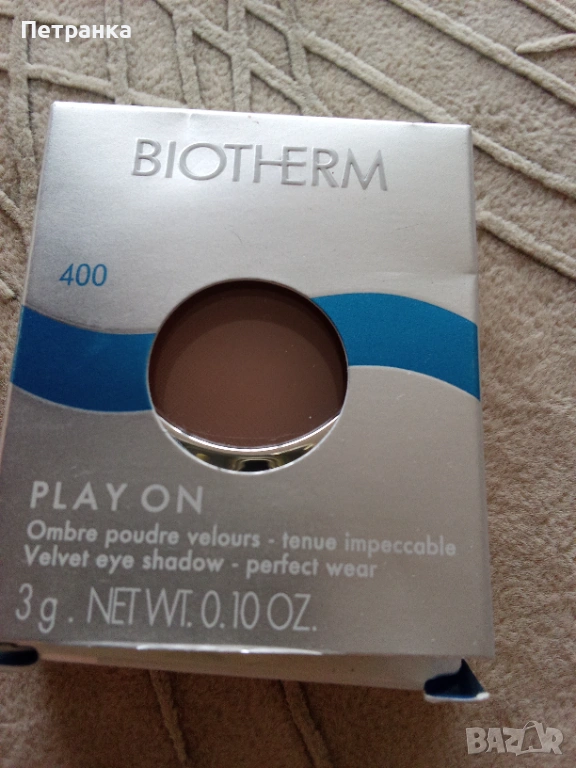 Петранка
BIOTHERM
400
PLAY ON
Ombre poudre velours - tenue impeccable
Velvet eye shadow - perfect wear
3 g. NET WT. 0.10 OZ.
BAZAR